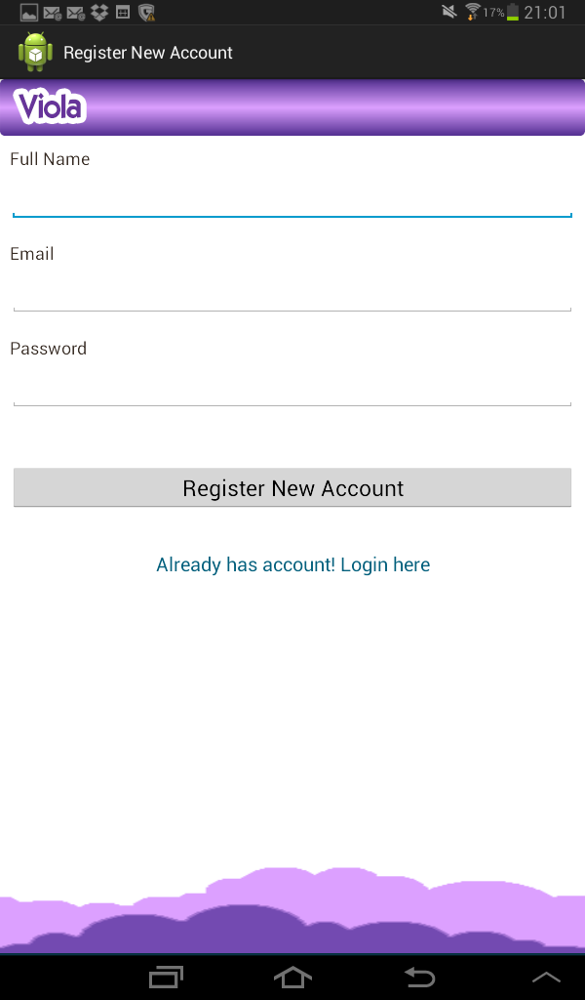 17% 21:01
Register New Account
Viola
Full Name
Email
Password
Register New Account
Already has account! Login here